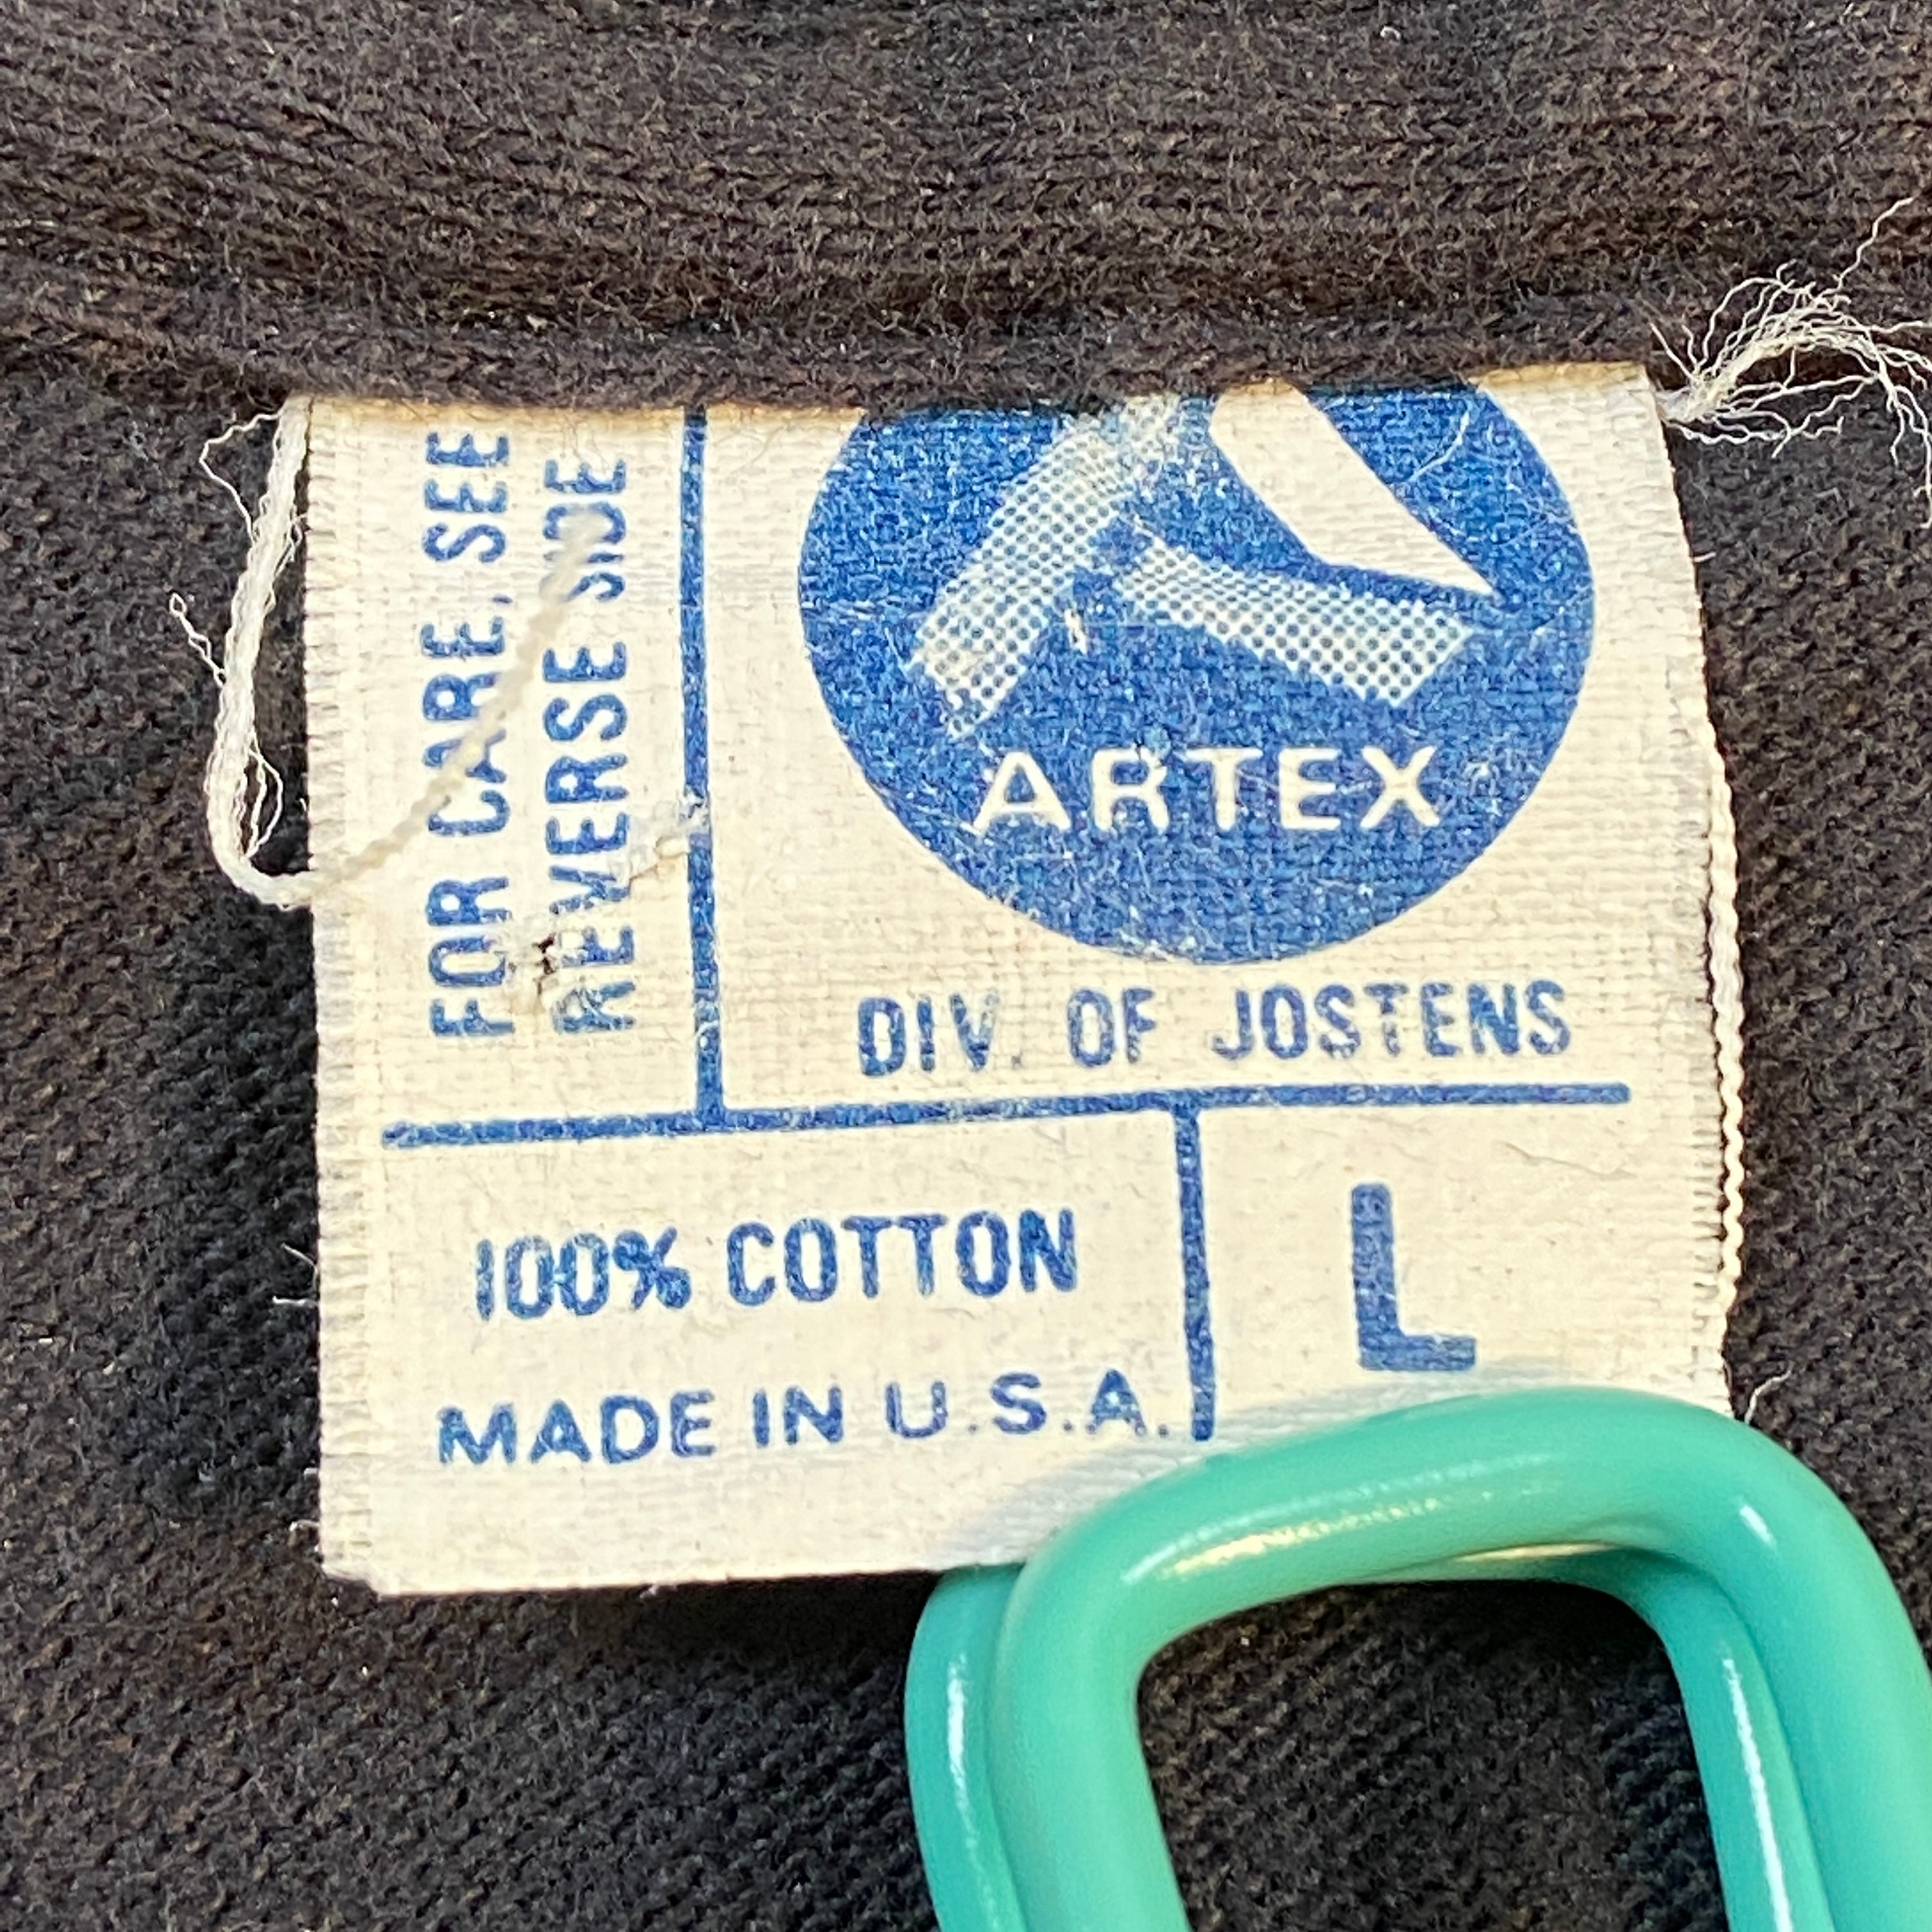 FOR CARE, SEE
REVERSE SIDE
ARTEX
DIV. OF JOSTENS
100% COTTON
MADE IN U.S.A.
L